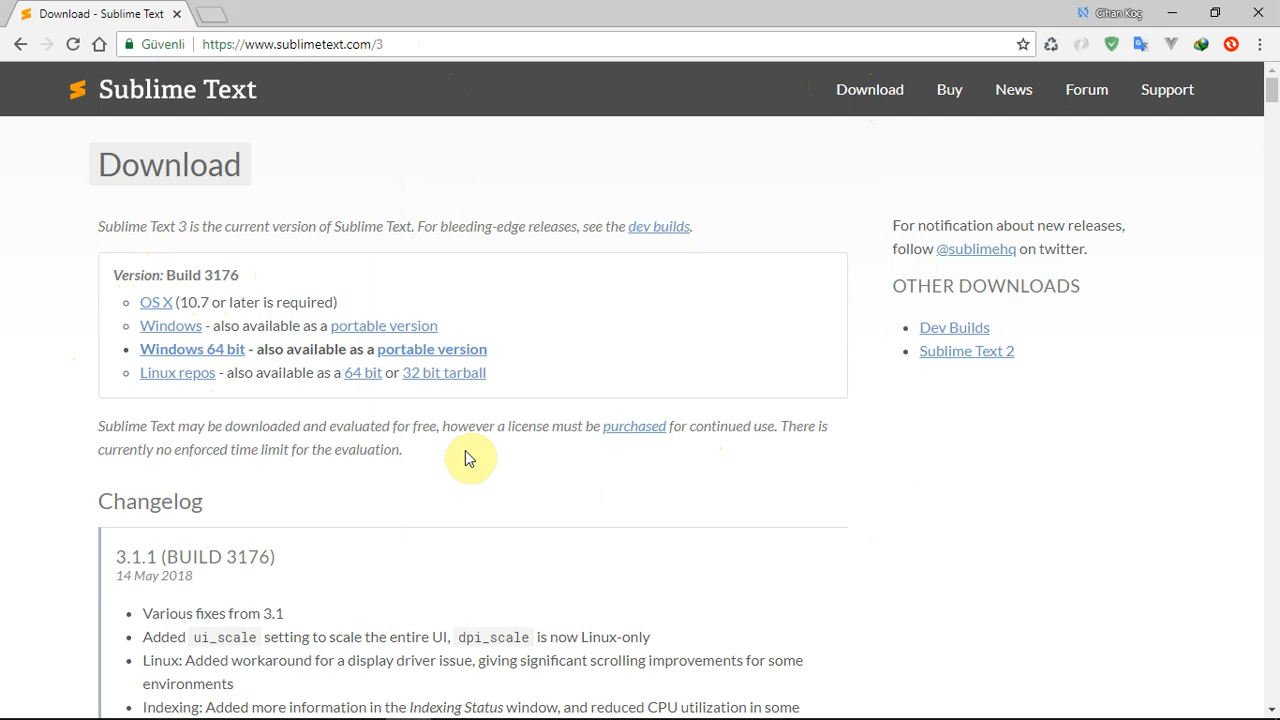 Download - Sublime Text
Cihan Koç
Güvenli https://www.sublimetext.com/3
Sublime Text
Download Buy News Forum Support
Download
Sublime Text 3 is the current version of Sublime Text. For bleeding-edge releases, see the dev builds.
Version: Build 3176
OS X (10.7 or later is required)
Windows - also available as a portable version
Windows 64 bit - also available as a portable version
Linux repos - also available as a 64 bit or 32 bit tarball
Sublime Text may be downloaded and evaluated for free, however a license must be purchased for continued use. There is
currently no enforced time limit for the evaluation.
For notification about new releases,
follow @sublimehq on twitter.
OTHER DOWNLOADS
Dev Builds
Sublime Text 2
Changelog
3.1.1 (BUILD 3176)
14 May 2018
Various fixes from 3.1
Added ui_scale setting to scale the entire UI, dpi_scale is now Linux-only
Linux: Added workaround for a display driver issue, giving significant scrolling improvements for some
environments
Indexing: Added more information in the Indexing Status window, and reduced CPU utilization in some